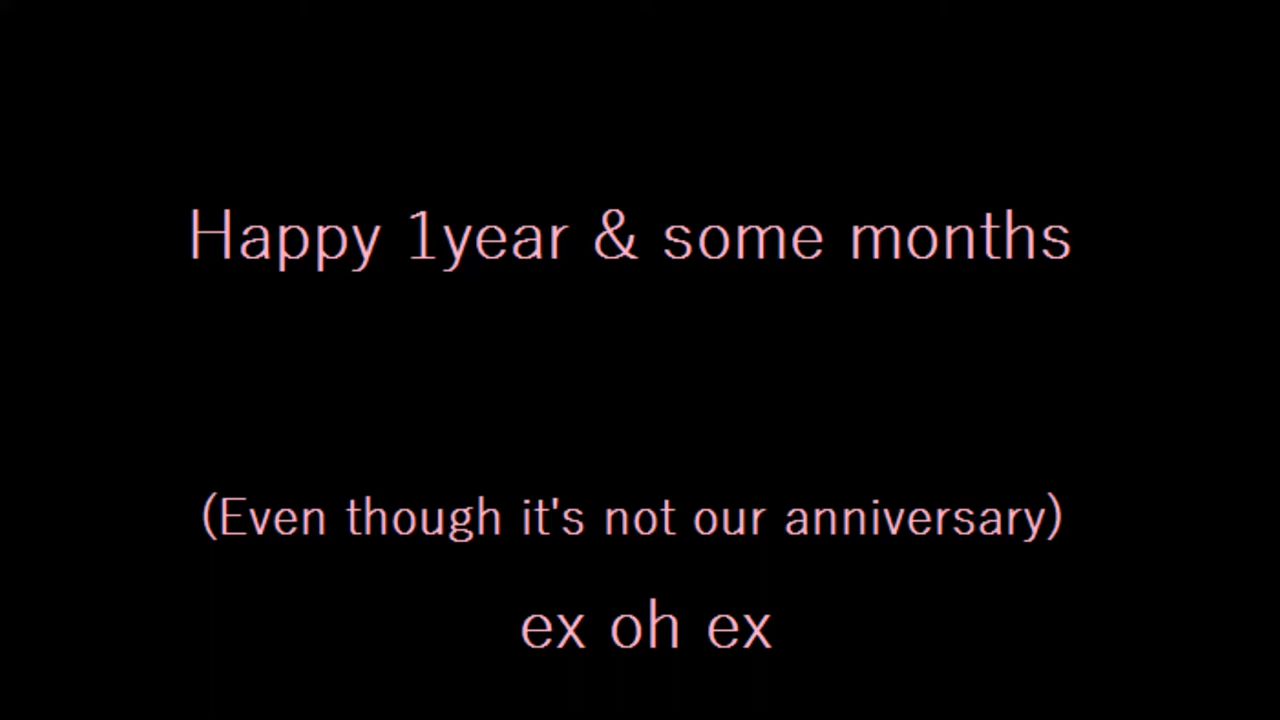 Happy 1year & some months
(Even though it's not our anniversary)
ex oh ex